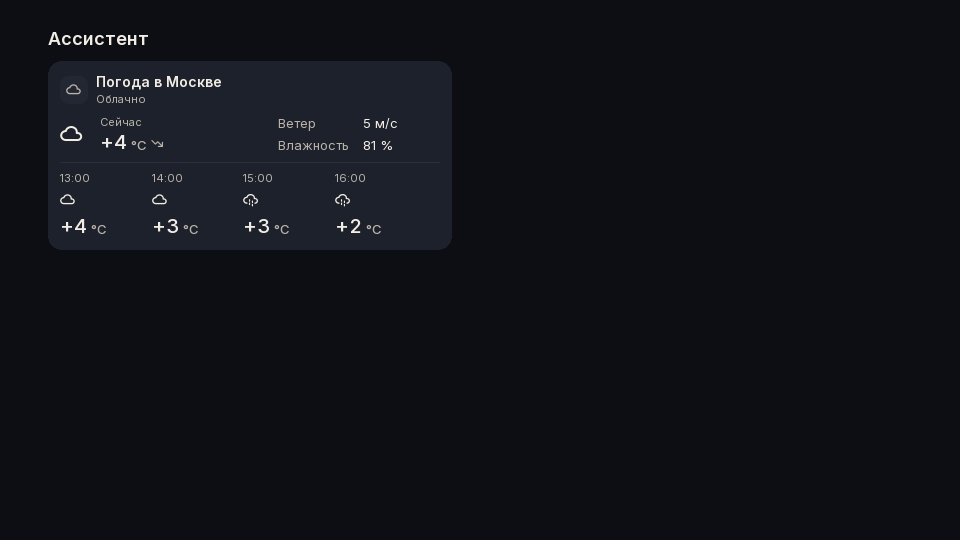 Ассистент
Погода в Москве
Облачно
Сейчас
+4 °C
Ветер 5 м/с
Влажность 81 %
13:00 14:00 15:00 16:00
+4 °C +3 °C +3 °C +2 °C